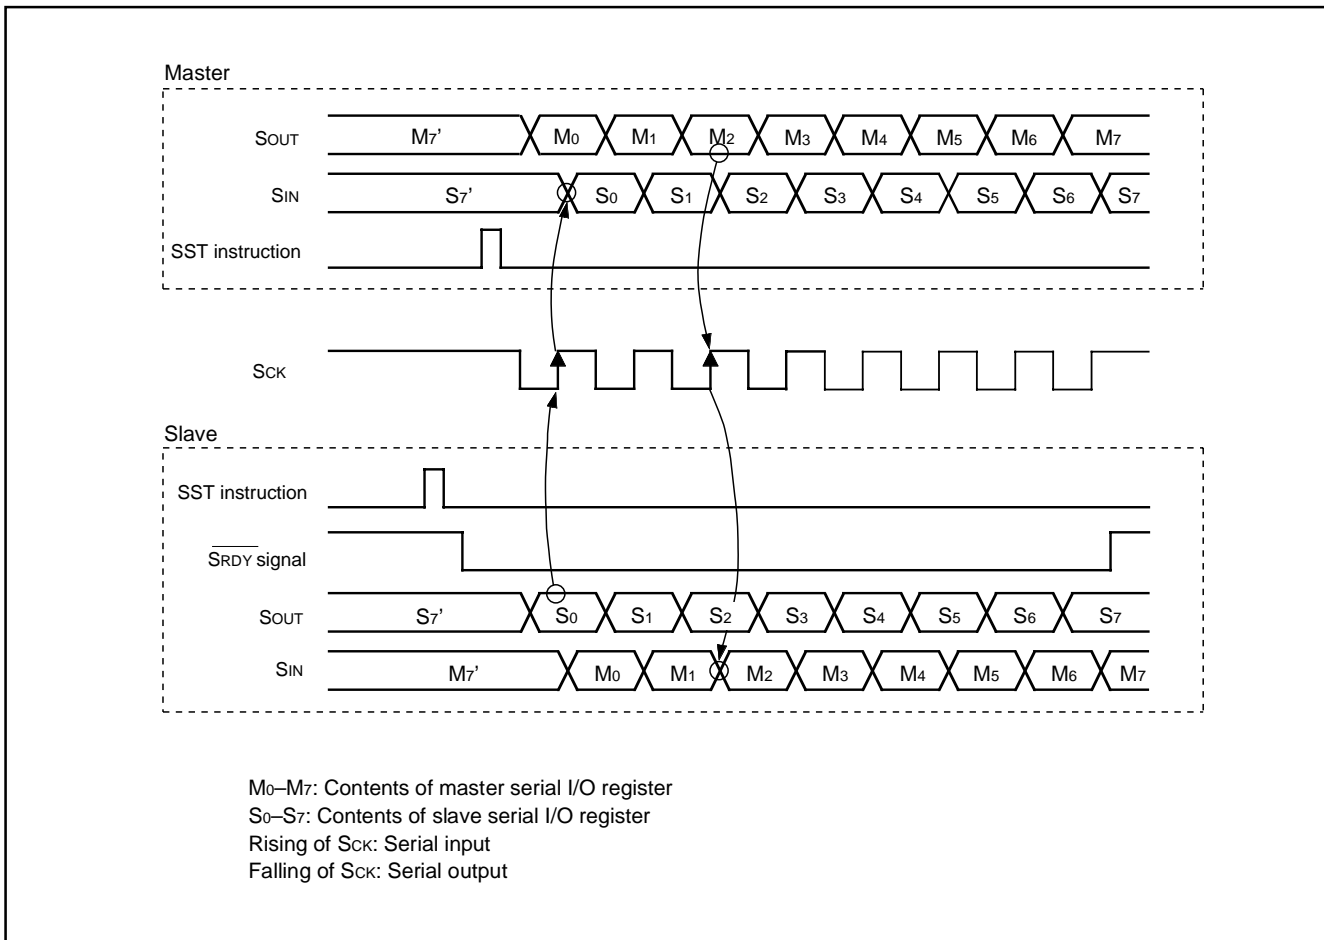 Master
SOUT M7’ M0 M1 M2 M3 M4 M5 M6 M7
SIN S7’ S0 S1 S2 S3 S4 S5 S6 S7
SST instruction
SCK
Slave
SST instruction
SRDY signal
SOUT S7’ S0 S1 S2 S3 S4 S5 S6 S7
SIN M7’ M0 M1 M2 M3 M4 M5 M6 M7
M0–M7: Contents of master serial I/O register
S0–S7: Contents of slave serial I/O register
Rising of SCK: Serial input
Falling of SCK: Serial output